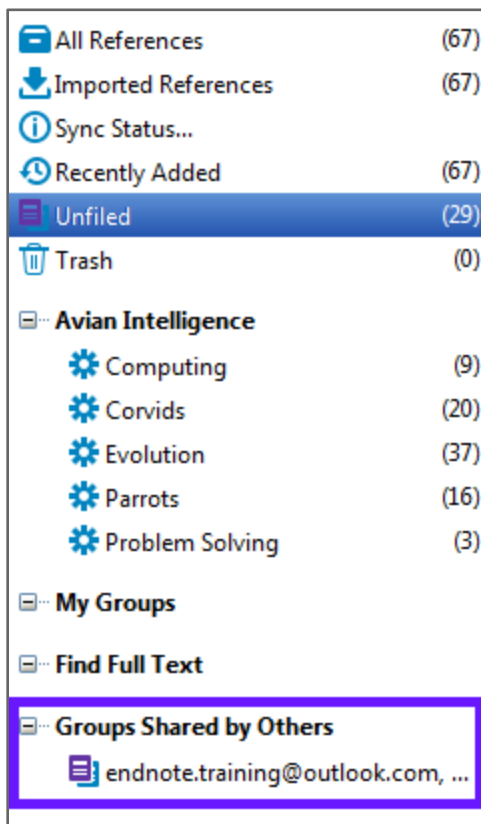 All References (67)
Imported References (67)
Sync Status...
Recently Added (67)
Unfiled (29)
Trash (0)
Avian Intelligence
Computing (9)
Corvids (20)
Evolution (37)
Parrots (16)
Problem Solving (3)
My Groups
Find Full Text
Groups Shared by Others
endnote.training@outlook.com, ...